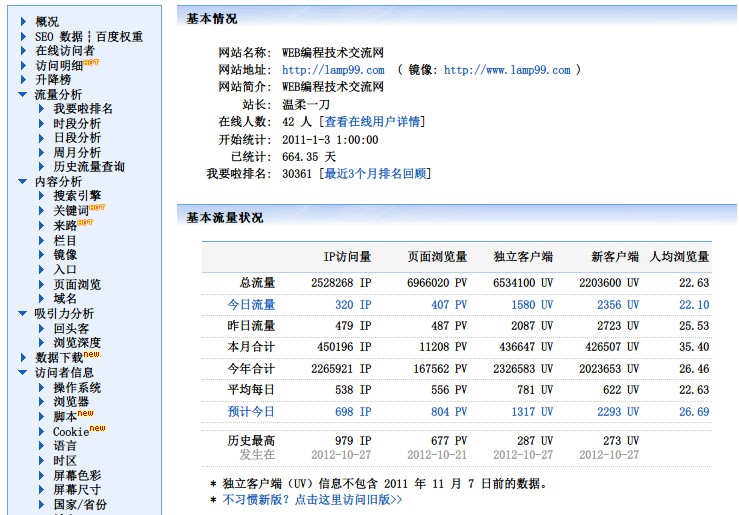 概况
SEO 数据┆百度权重
在线访问者
访问明细HOT
升降榜
流量分析
我要啦排名
时段分析
日段分析
周月分析
历史流量查询
内容分析
搜索引擎
关键词HOT
来路HOT
栏目
镜像
入口
页面浏览
域名
吸引力分析
回头客
浏览深度
数据下载new
访问者信息
操作系统
浏览器
脚本new
Cookienew
语言
时区
屏幕色彩
屏幕尺寸
国家/省份
基本情况
网站名称: WEB编程技术交流网
网站地址: http://lamp99.com ( 镜像: http://www.lamp99.com )
网站简介: WEB编程技术交流网
站长: 温柔一刀
在线人数: 42 人 [查看在线用户详情]
开始统计: 2011-1-3 1:00:00
已统计: 664.35 天
我要啦排名: 30361 [最近3个月排名回顾]
基本流量状况
IP访问量 页面浏览量 独立客户端 新客户端 人均浏览量
总流量 2528268 IP 6966020 PV 6534100 UV 2203600 UV 22.63
今日流量 320 IP 407 PV 1580 UV 2356 UV 22.10
昨日流量 479 IP 487 PV 2087 UV 2723 UV 25.53
本月合计 450196 IP 11208 PV 436647 UV 426507 UV 35.40
今年合计 2265921 IP 167562 PV 2326583 UV 2023653 UV 26.46
平均每日 538 IP 556 PV 781 UV 622 UV 22.63
预计今日 698 IP 804 PV 1317 UV 2293 UV 26.69
历史最高 979 IP 677 PV 287 UV 273 UV
发生在 2012-10-27 2012-10-21 2012-10-27 2012-10-27
* 独立客户端（UV）信息不包含 2011 年 11 月 7 日前的数据。
* 不习惯新版？点击这里访问旧版>>